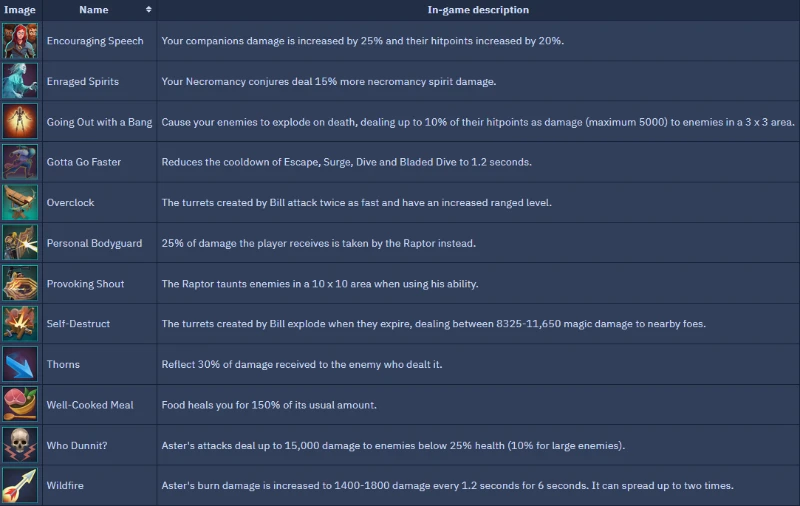 Image Name In-game description
Encouraging Speech Your companions damage is increased by 25% and their hitpoints increased by 20%.
Enraged Spirits Your Necromancy conjures deal 15% more necromancy spirit damage.
Going Out with a Bang Cause your enemies to explode on death, dealing up to 10% of their hitpoints as damage (maximum 5000) to enemies in a 3 x 3 area.
Gotta Go Faster Reduces the cooldown of Escape, Surge, Dive and Bladed Dive to 1.2 seconds.
Overclock The turrets created by Bill attack twice as fast and have an increased ranged level.
Personal Bodyguard 25% of damage the player receives is taken by the Raptor instead.
Provoking Shout The Raptor taunts enemies in a 10 x 10 area when using his ability.
Self-Destruct The turrets created by Bill explode when they expire, dealing between 8325-11,650 magic damage to nearby foes.
Thorns Reflect 30% of damage received to the enemy who dealt it.
Well-Cooked Meal Food heals you for 150% of its usual amount.
Who Dunnit? Aster's attacks deal up to 15,000 damage to enemies below 25% health (10% for large enemies).
Wildfire Aster's burn damage is increased to 1400-1800 damage every 1.2 seconds for 6 seconds. It can spread up to two times.